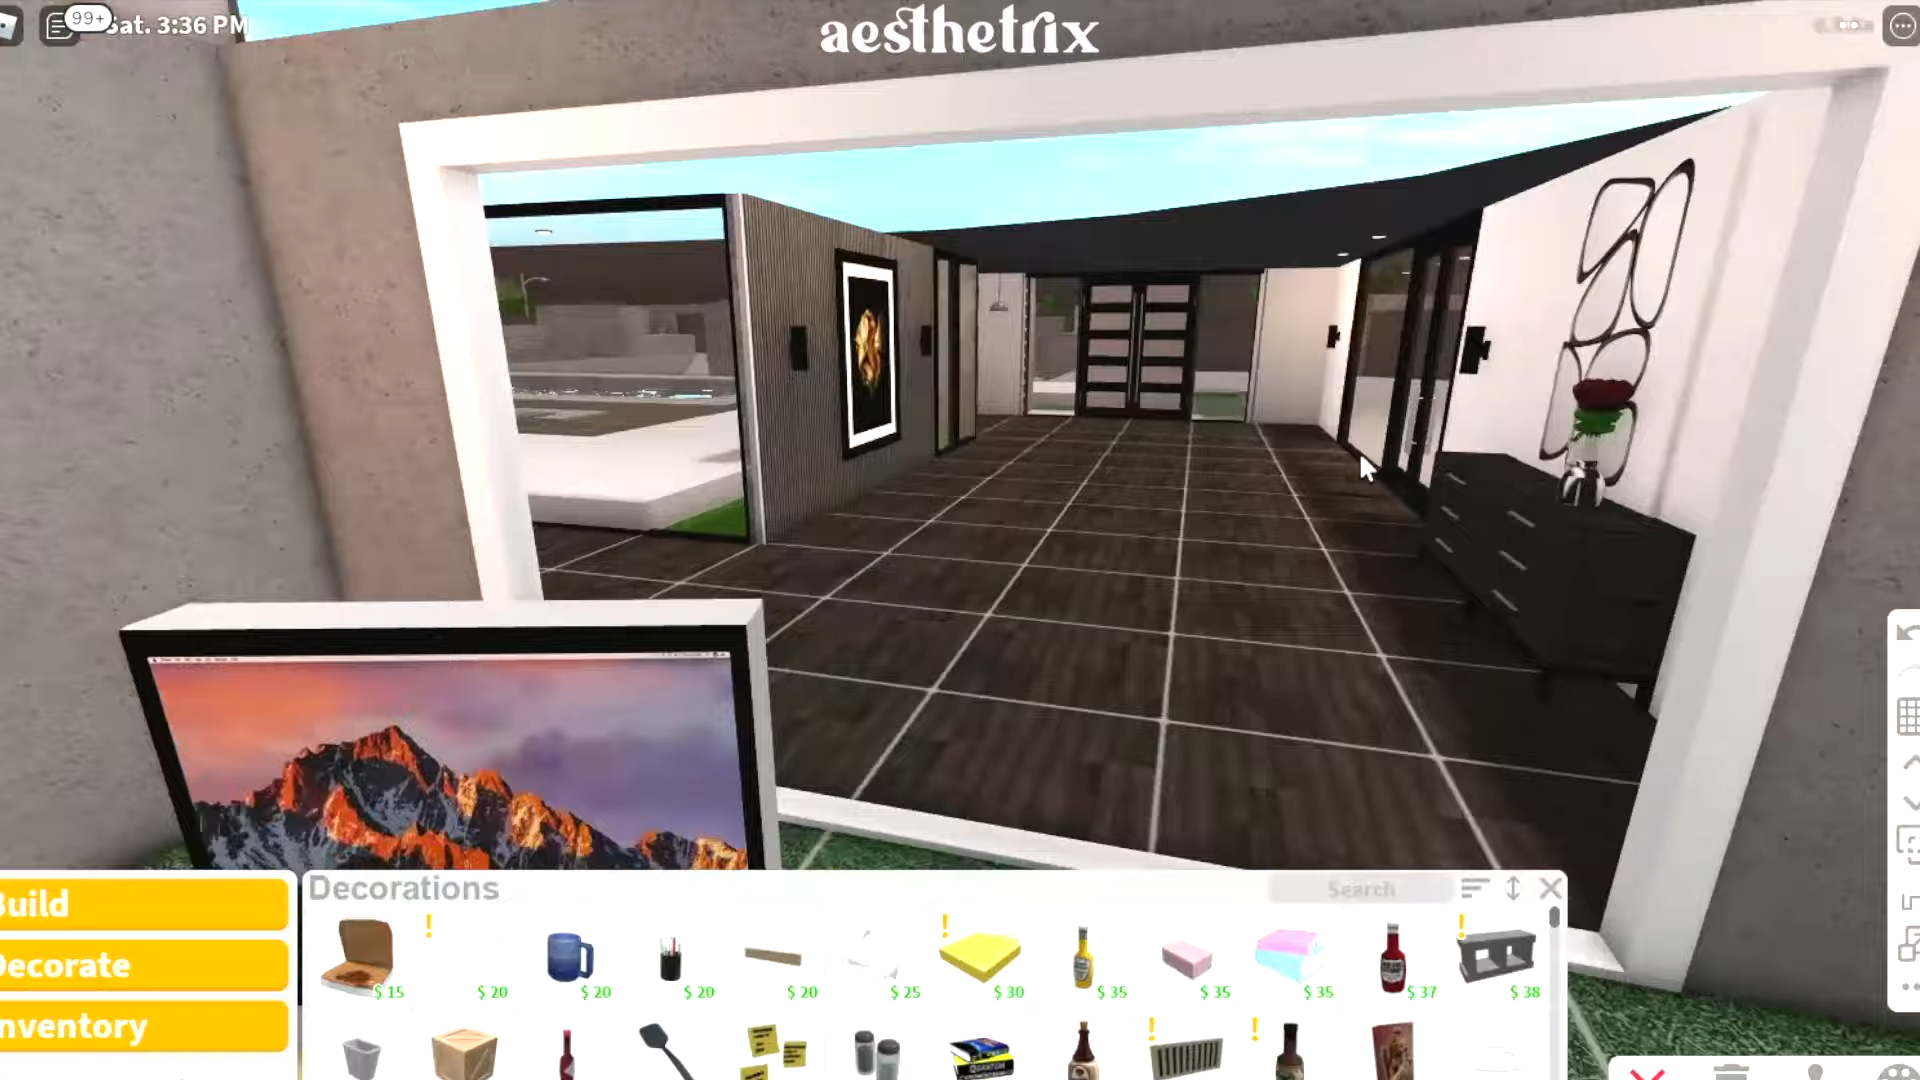 99+
Sat. 3:36 PM
aesthetrix
Build
Decorate
Inventory
Decorations
Search
$ 15
$ 20
$ 20
$ 20
$ 20
$ 25
$ 30
$ 35
$ 35
$ 35
$ 37
$ 38
QUANTUM